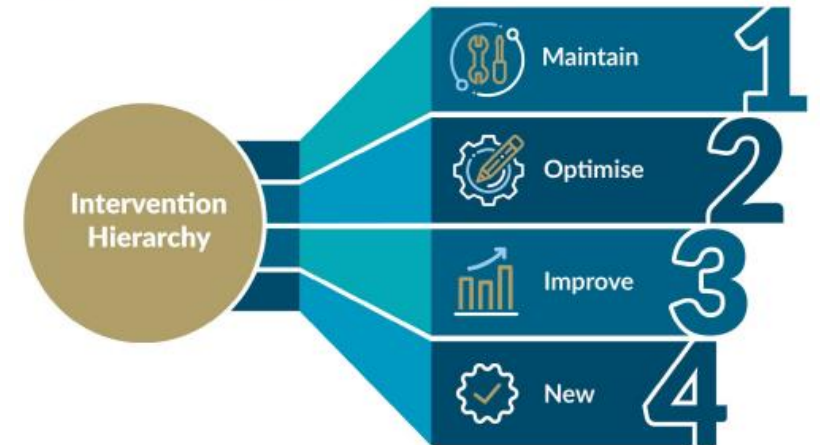 Intervention
Hierarchy
Maintain
1
Optimise
2
Improve
3
New
4